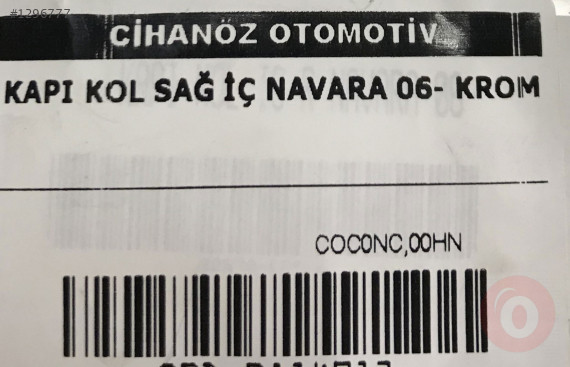 #1296777
CİHANÖZ OTOMOTİV
KAPI KOL SAĞ İÇ NAVARA 06- KROM
COC0NC,00HN